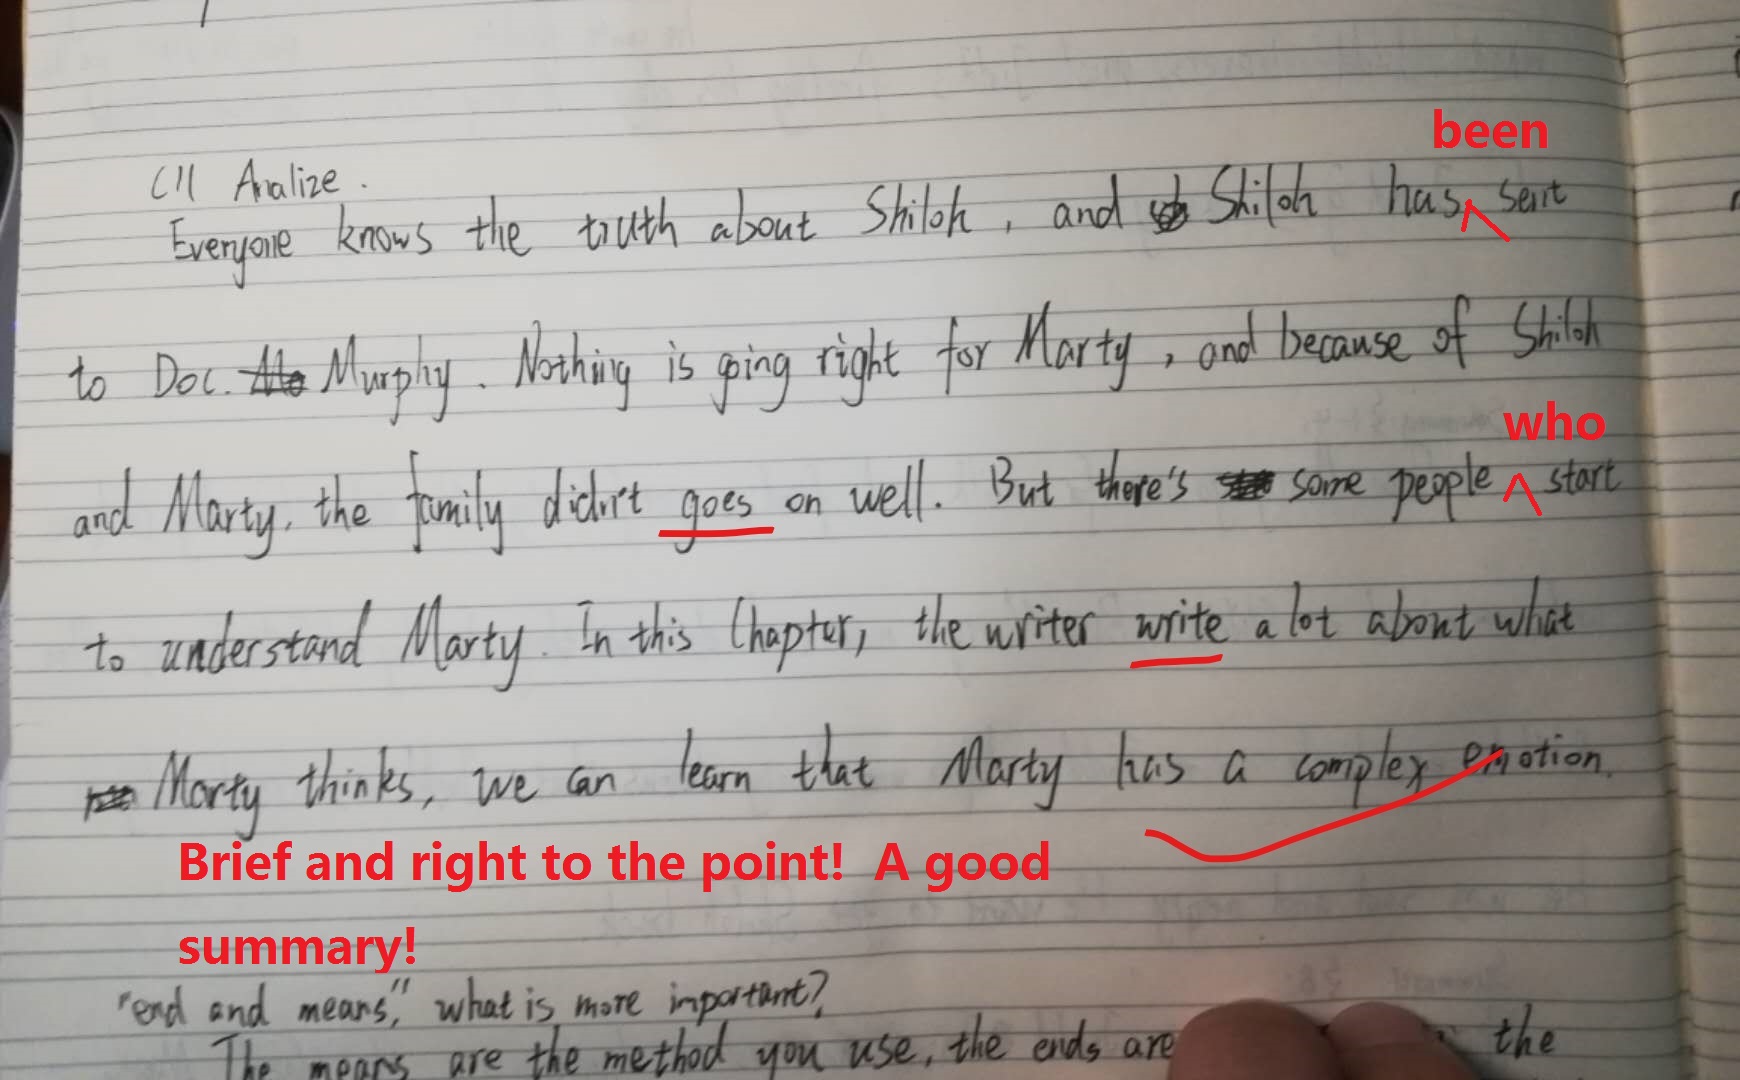 been
C11 Analize.
Everyone knows the truth about Shiloh, and Shiloh has sent
to Doc. Murphy. Nothing is going right for Marty, and because of Shiloh
who
and Marty, the family didn't goes on well. But there's some people start
to understand Marty. In this Chapter, the writer write a lot about what
Marty thinks, we can learn that Marty has a complex emotion.
Brief and right to the point! A good
summary!
"end and means," what is more inportant?
The means are the method you use, the ends are the